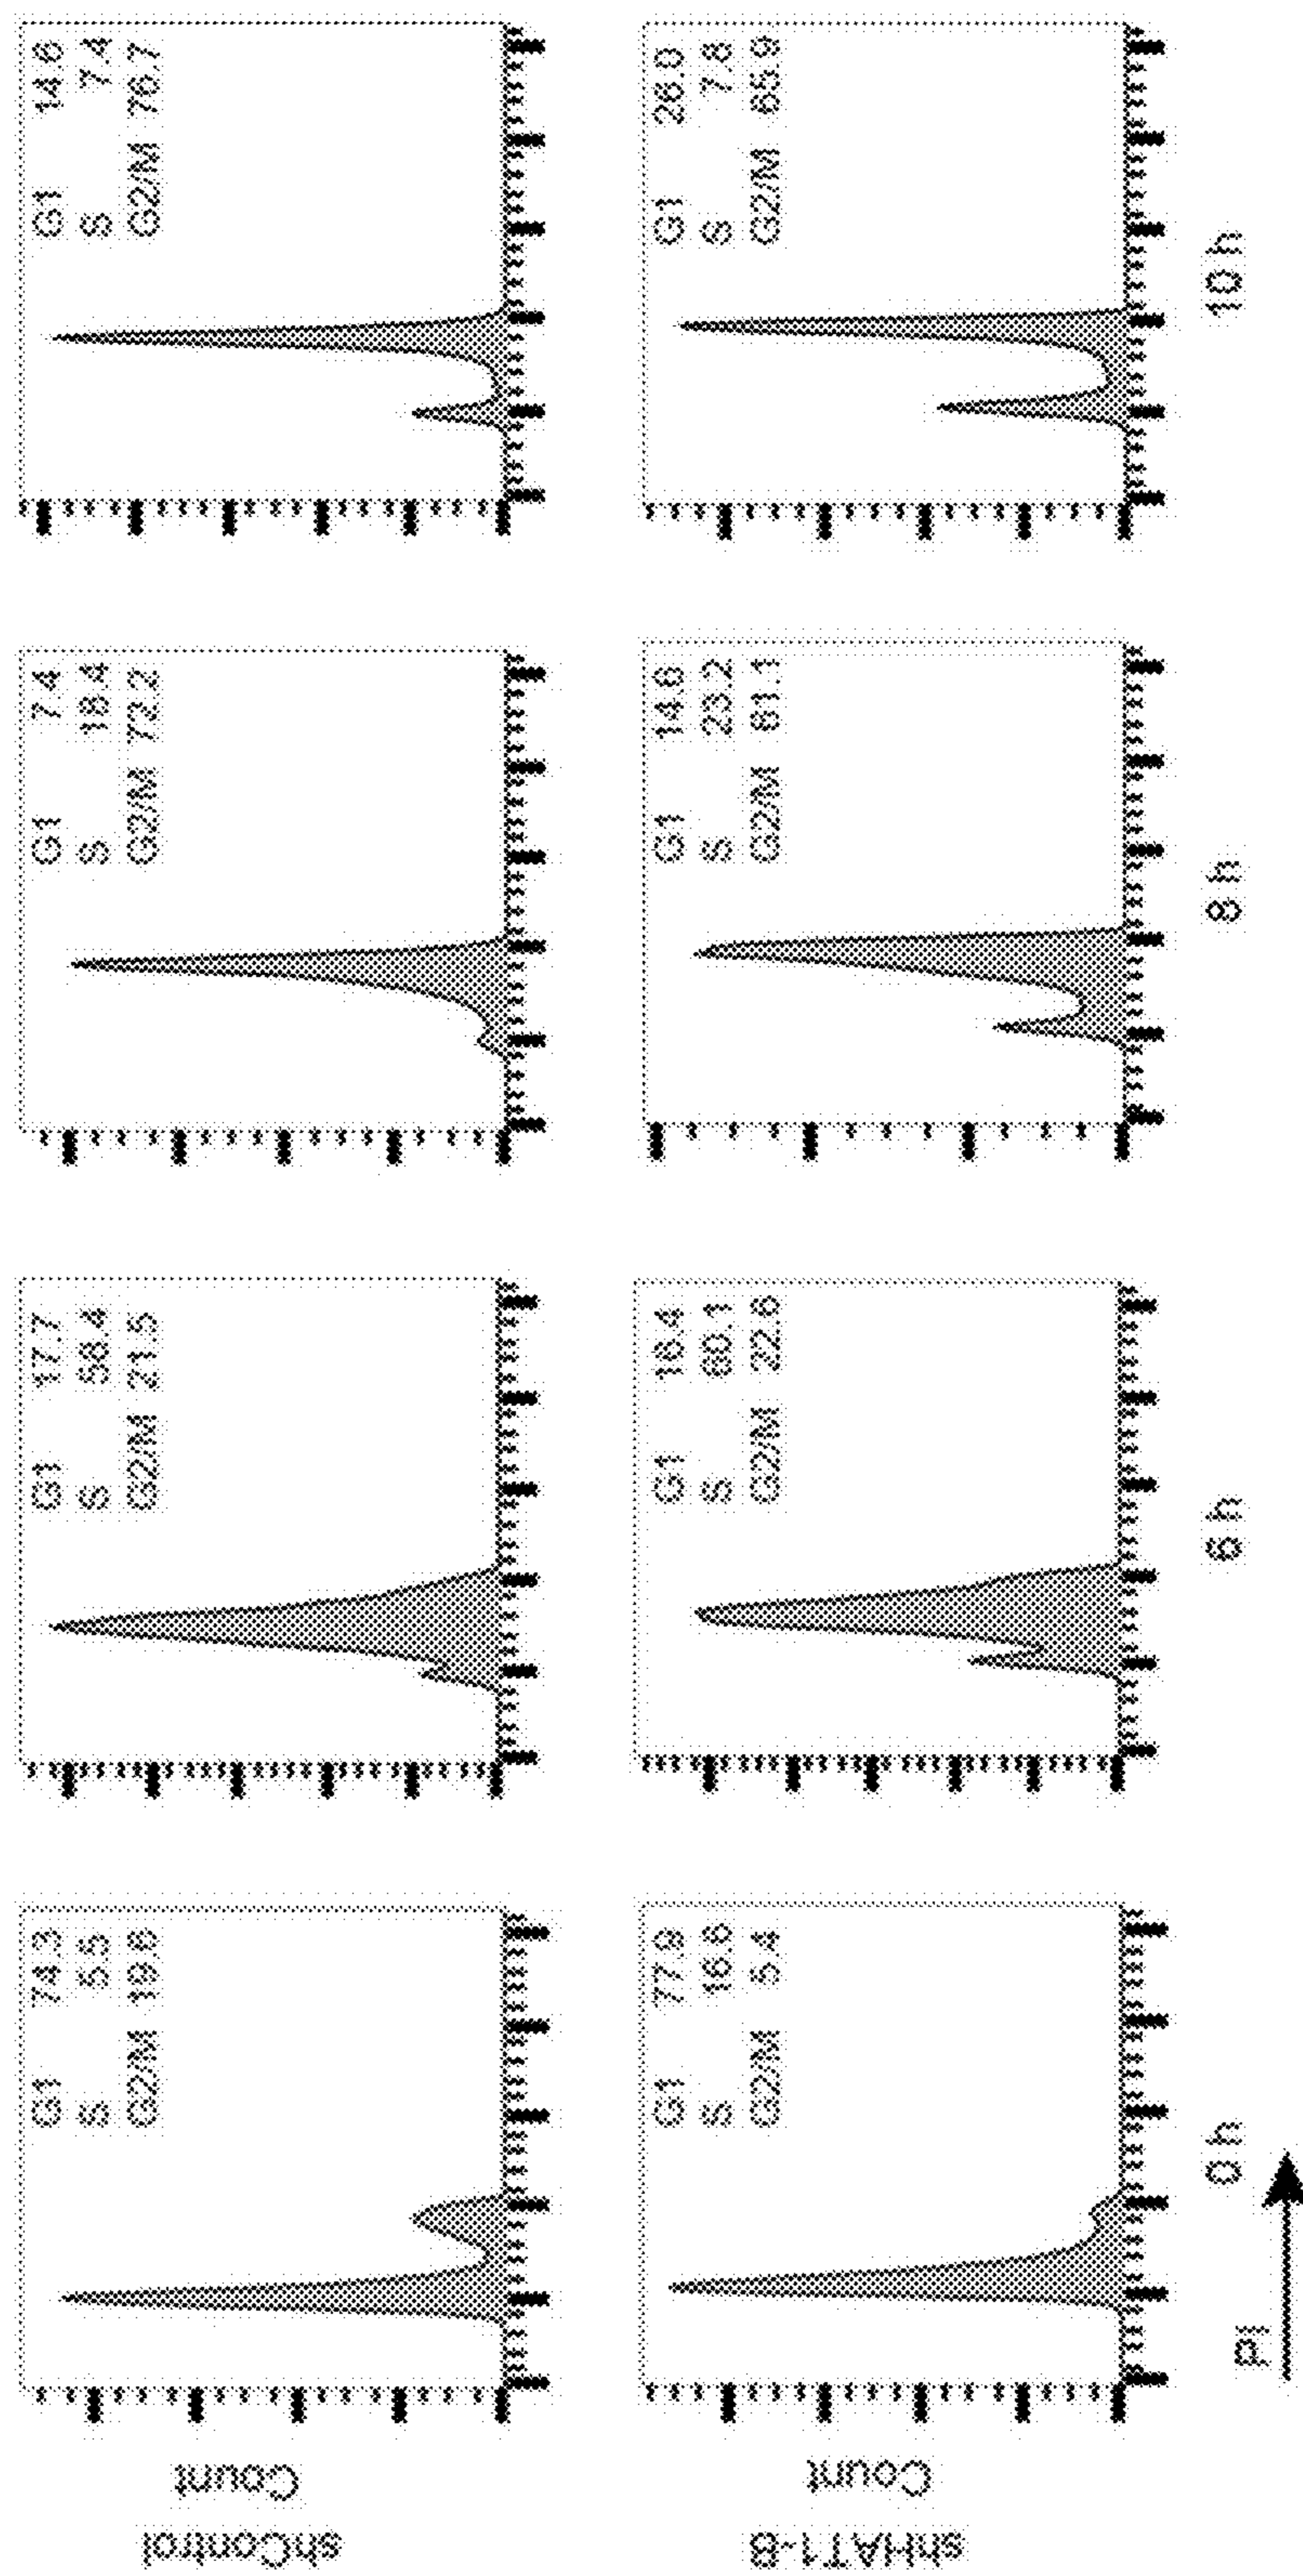 shControl
Count
G1 74.3
S 5.5
G2/M 19.6
G1 17.7
S 58.4
G2/M 21.5
G1 7.4
S 18.4
G2/M 72.2
G1 14.6
S 7.4
G2/M 76.7
shHAT1-B
Count
G1 77.9
S 16.6
G2/M 5.4
G1 16.4
S 60.1
G2/M 22.6
G1 14.6
S 23.2
G2/M 61.1
G1 26.0
S 7.8
G2/M 65.9
0 h
6 h
8 h
10 h
PI